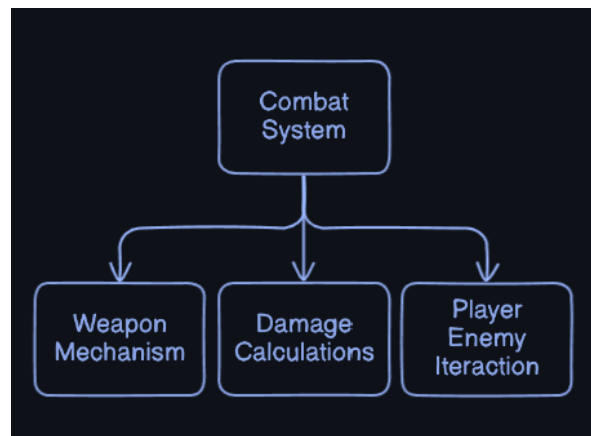 Combat
System
Weapon
Mechanism
Damage
Calculations
Player
Enemy
Iteraction